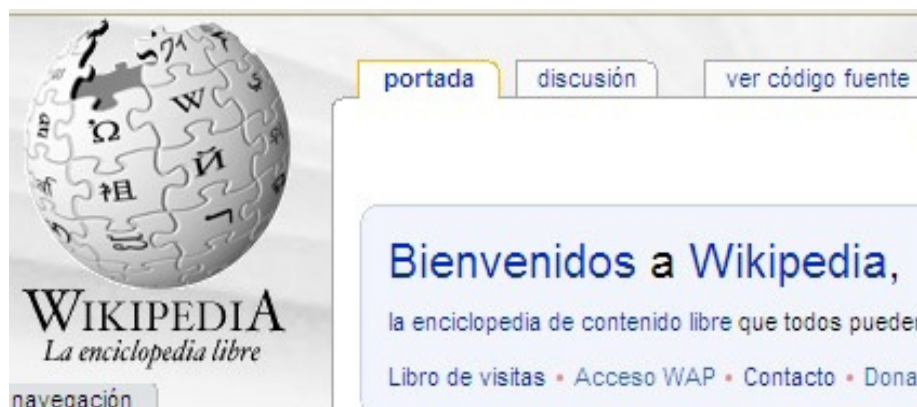 portada discusión ver código fuente
Ω W И 祖
WIKIPEDIA
La enciclopedia libre
navegación
Bienvenidos a Wikipedia,
la enciclopedia de contenido libre que todos pueden
Libro de visitas • Acceso WAP • Contacto • Dona